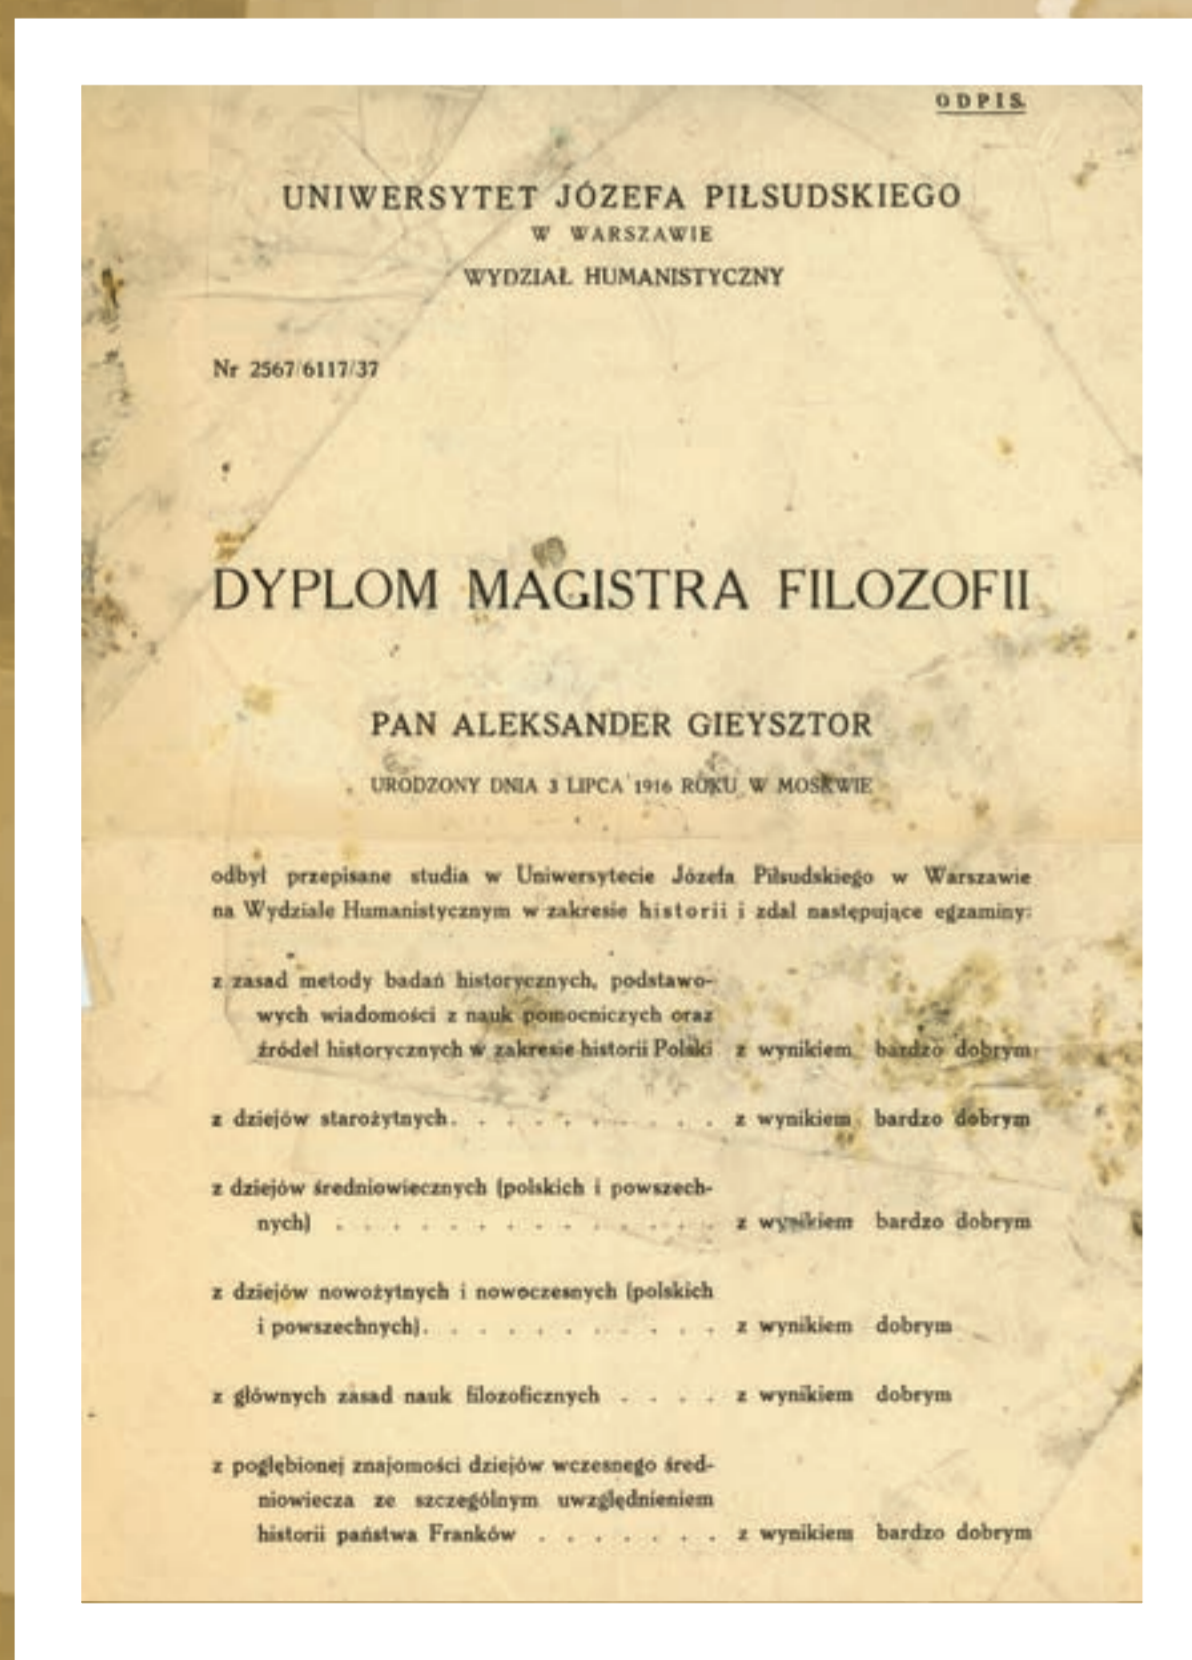 ODPIS.
UNIWERSYTET JÓZEFA PIŁSUDSKIEGO
W WARSZAWIE
WYDZIAŁ HUMANISTYCZNY
Nr 2567/6117/37
DYPLOM MAGISTRA FILOZOFII
PAN ALEKSANDER GIEYSZTOR
URODZONY DNIA 3 LIPCA 1916 ROKU W MOSKWIE
odbył przepisane studia w Uniwersytecie Józefa Piłsudskiego w Warszawie
na Wydziale Humanistycznym w zakresie historii i zdał następujące egzaminy:
z zasad metody badań historycznych, podstawo-
wych wiadomości z nauk pomocniczych oraz
źródeł historycznych w zakresie historii Polski z wynikiem bardzo dobrym
z dziejów starożytnych. . . . . . . . . . z wynikiem bardzo dobrym
z dziejów średniowiecznych (polskich i powszech-
nych) . . . . . . . . . . . . . . z wynikiem bardzo dobrym
z dziejów nowożytnych i nowoczesnych (polskich
i powszechnych). . . . . . . . . . . z wynikiem dobrym
z głównych zasad nauk filozoficznych . . . . z wynikiem dobrym
z pogłębionej znajomości dziejów wczesnego śred-
niowiecza ze szczególnym uwzględnieniem
historii państwa Franków . . . . . . . z wynikiem bardzo dobrym